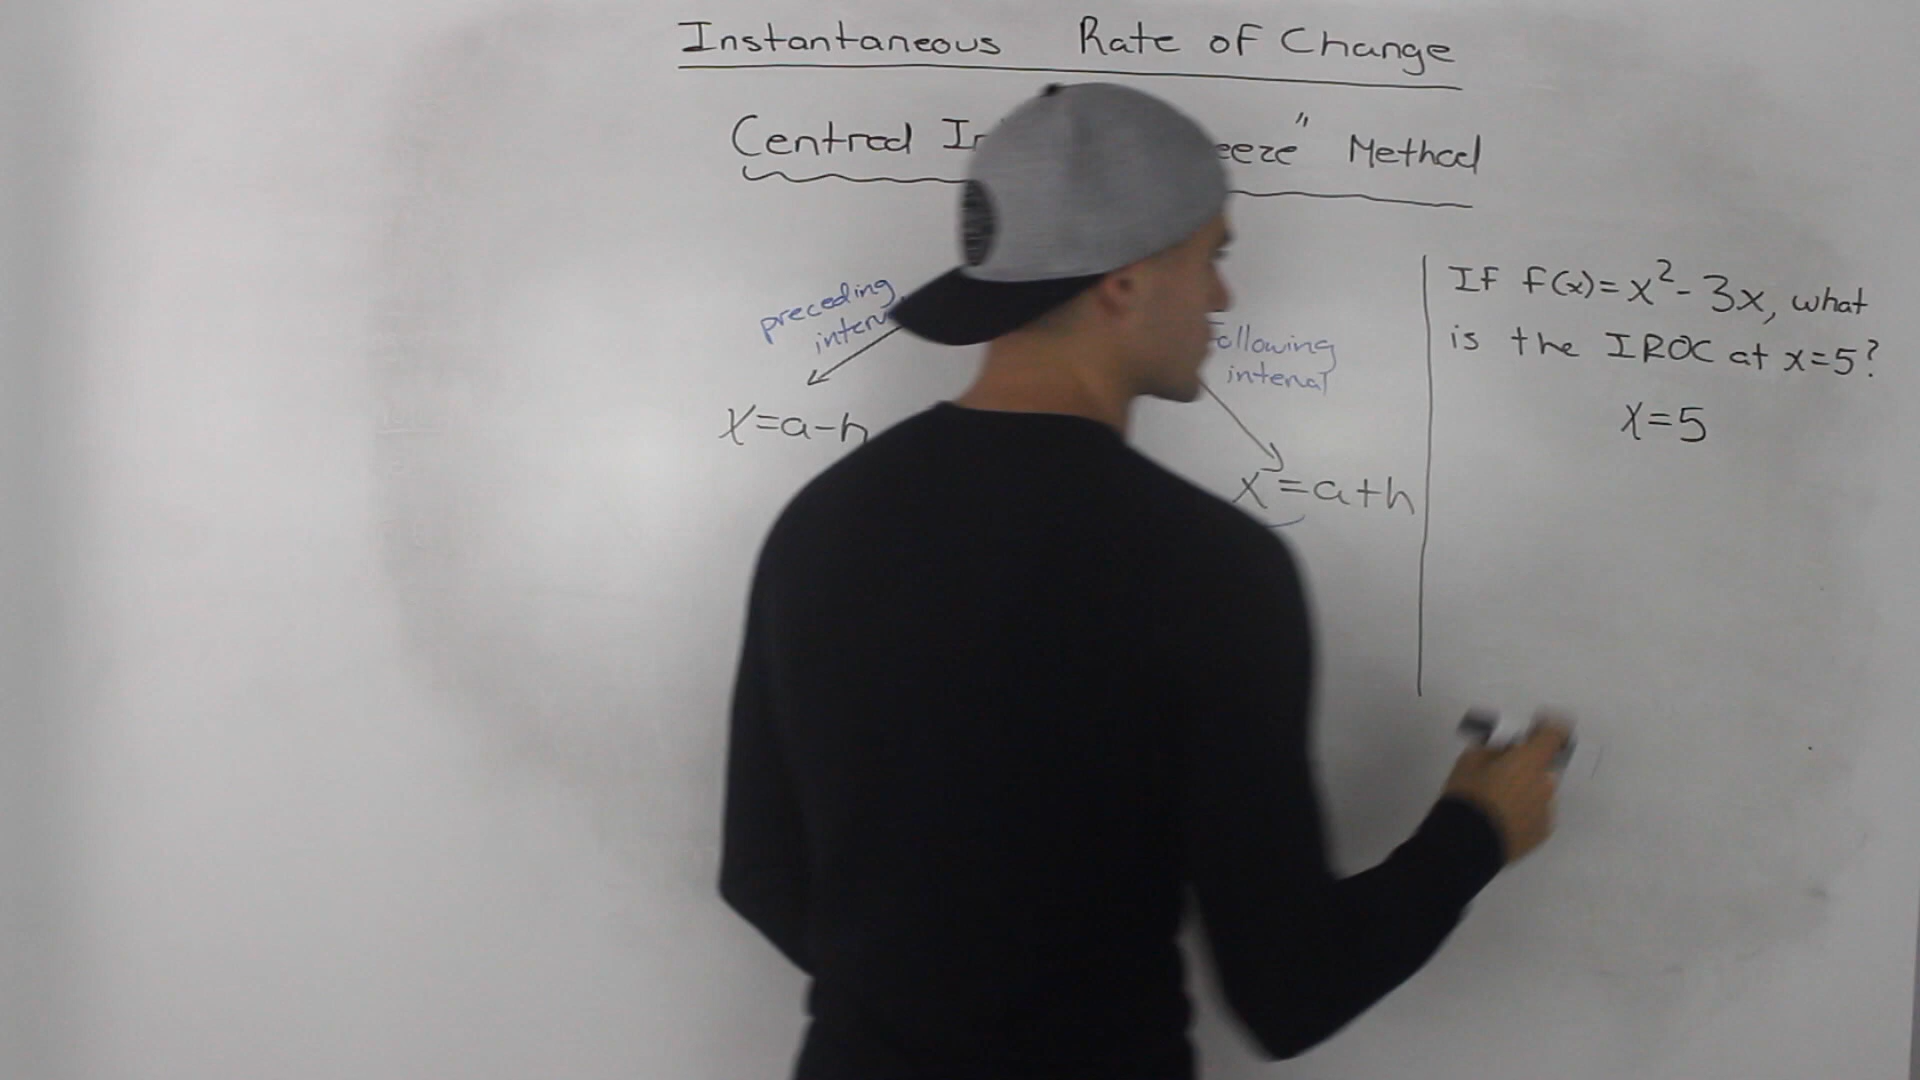 Instantaneous Rate of Change
Centred " Method
preceding
x=a-h
following
interval
x=a+h
If f(x)=x²-3x, what
is the IROC at x=5?
x=5